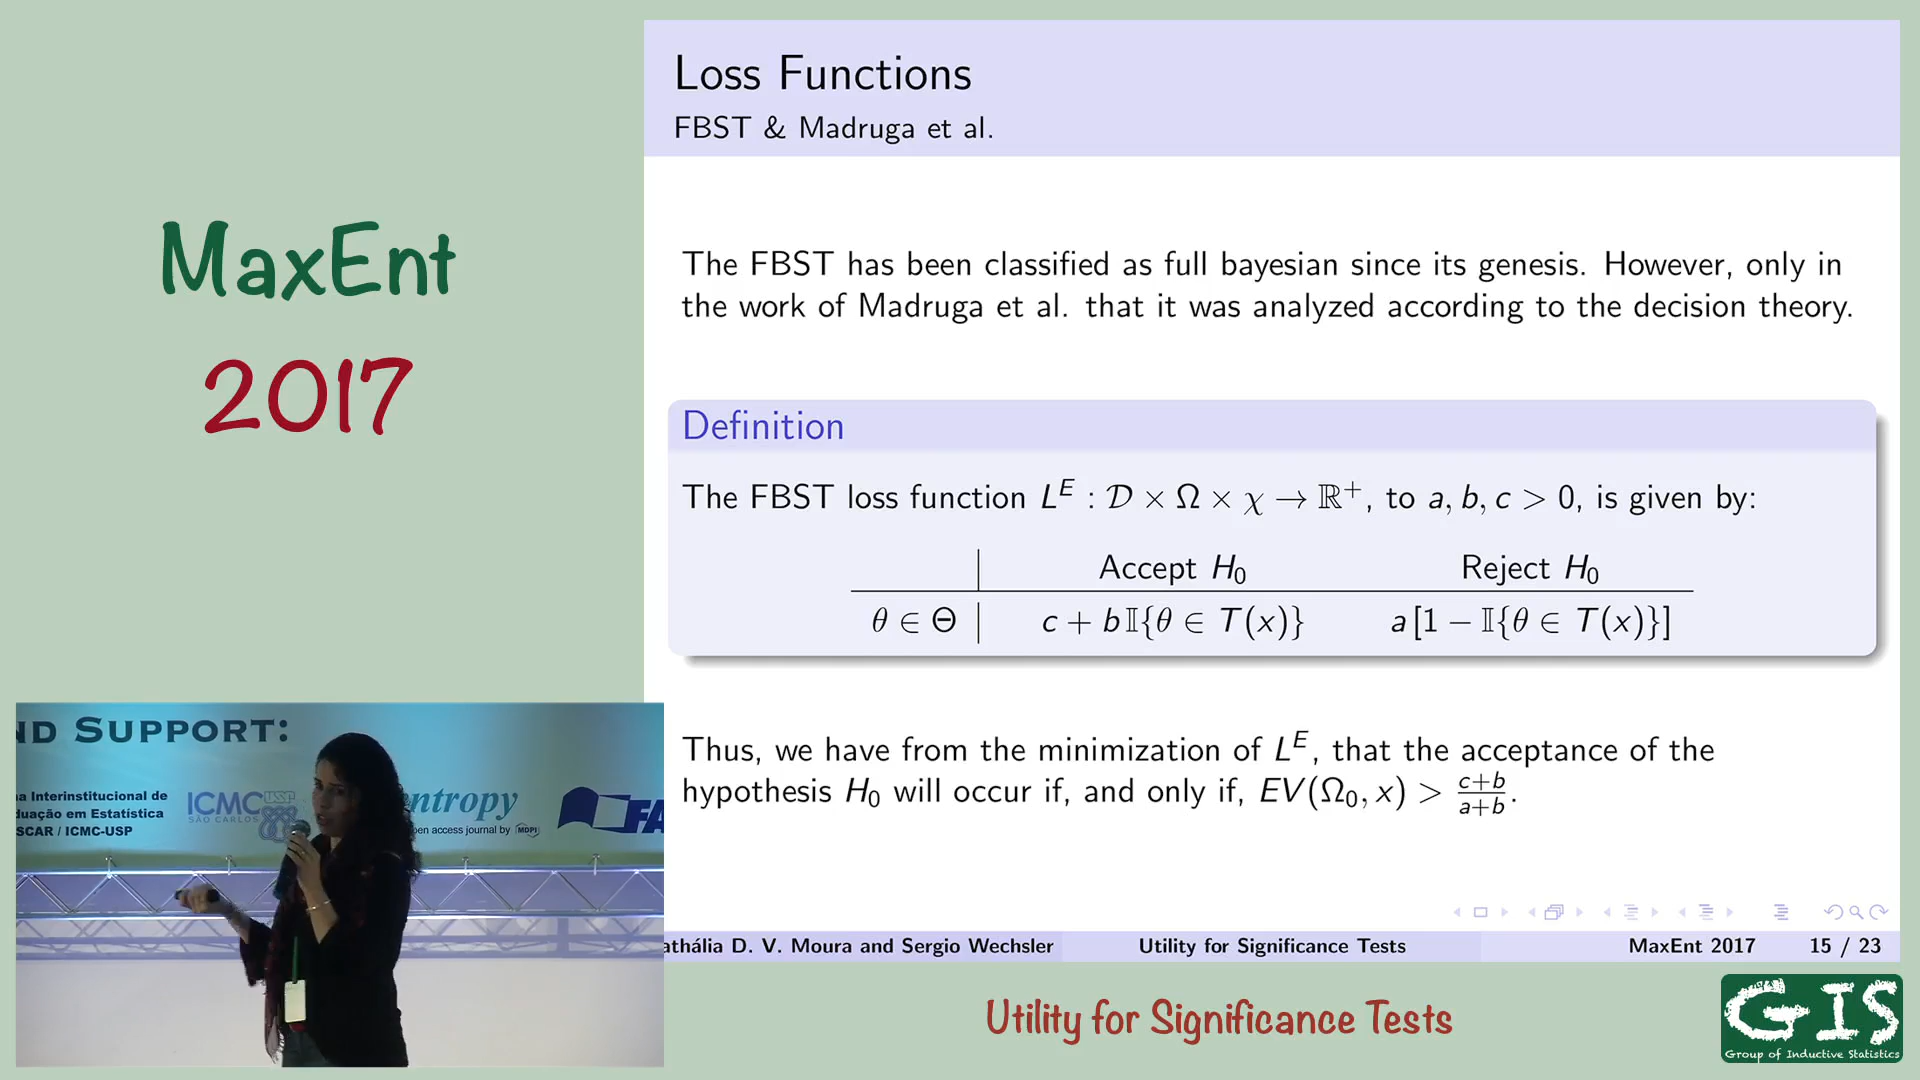 MaxEnt
2017
Loss Functions
FBST & Madruga et al.
The FBST has been classified as full bayesian since its genesis. However, only in
the work of Madruga et al. that it was analyzed according to the decision theory.
Definition
The FBST loss function L^E : 𝒟 × Ω × χ → ℝ⁺, to a, b, c > 0, is given by:
Accept H₀ Reject H₀
θ ∈ Θ | c + b 𝕀{θ ∈ T(x)} a [1 − 𝕀{θ ∈ T(x)}]
Thus, we have from the minimization of L^E, that the acceptance of the
hypothesis H₀ will occur if, and only if, EV(Ω₀, x) > (c+b)/(a+b).
athália D. V. Moura and Sergio Wechsler Utility for Significance Tests MaxEnt 2017 15 / 23
ND SUPPORT:
a Interinstitucional de
duação em Estatística
SCAR / ICMC-USP
ICMC USP
SÃO CARLOS
ntropy
pen access journal by MDPI
FA
Utility for Significance Tests
GIS
Group of Inductive Statistics